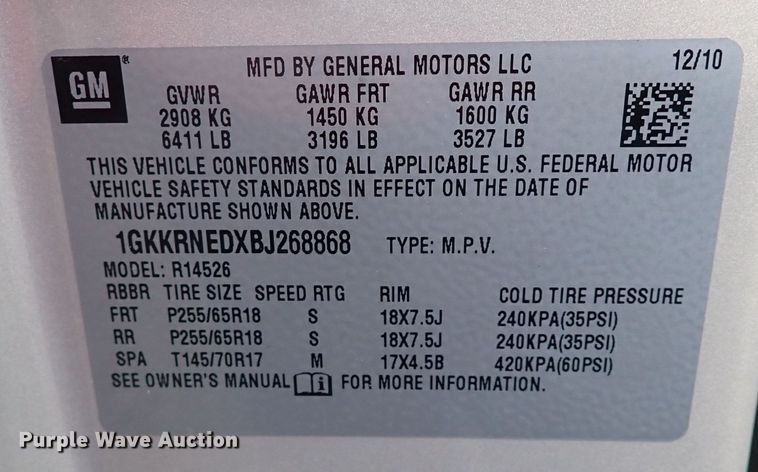 GM®
MFD BY GENERAL MOTORS LLC 12/10
GVWR GAWR FRT GAWR RR
2908 KG 1450 KG 1600 KG
6411 LB 3196 LB 3527 LB
THIS VEHICLE CONFORMS TO ALL APPLICABLE U.S. FEDERAL MOTOR
VEHICLE SAFETY STANDARDS IN EFFECT ON THE DATE OF
MANUFACTURE SHOWN ABOVE.
1GKKRNEDXBJ268868 TYPE: M.P.V.
MODEL: R14526
RBBR TIRE SIZE SPEED RTG RIM COLD TIRE PRESSURE
FRT P255/65R18 S 18X7.5J 240KPA(35PSI)
RR P255/65R18 S 18X7.5J 240KPA(35PSI)
SPA T145/70R17 M 17X4.5B 420KPA(60PSI)
SEE OWNER'S MANUAL i FOR MORE INFORMATION.
Purple Wave Auction